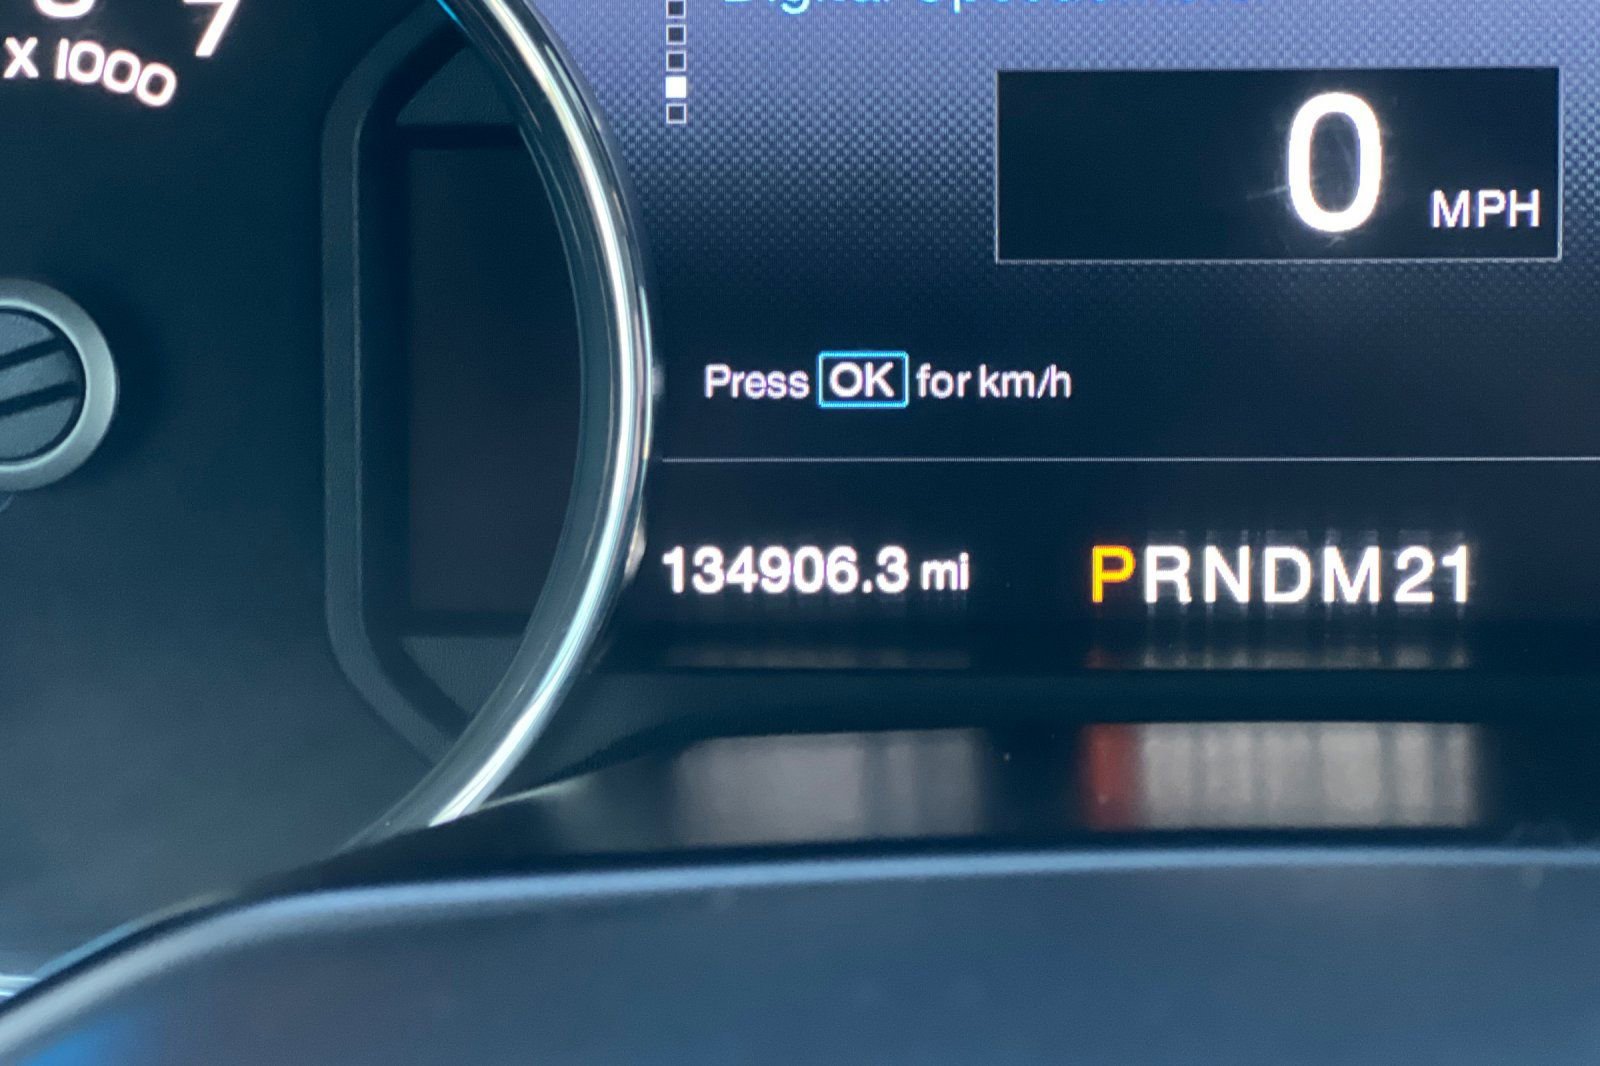 7
X 1000
0 MPH
Press OK for km/h
134906.3 mi PRNDM21